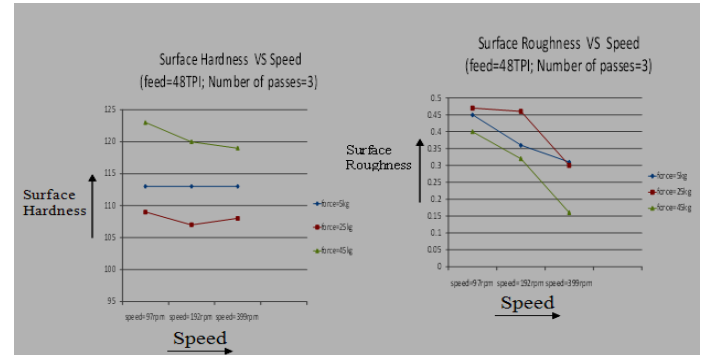 Surface Hardness VS Speed
(feed=48TPI; Number of passes=3)
125
120
115
110
105
100
95
Surface
Hardness
force=5kg
force=25kg
force=45kg
speed=97rpm speed=192rpm speed=399rpm
Speed
Surface Roughness VS Speed
(feed=48TPI; Number of passes=3)
0.5
0.45
0.4
0.35
0.3
0.25
0.2
0.15
0.1
0.05
0
Surface
Roughness
force=5kg
force=25kg
force=45kg
speed=97rpm speed=192rpm speed=399rpm
Speed